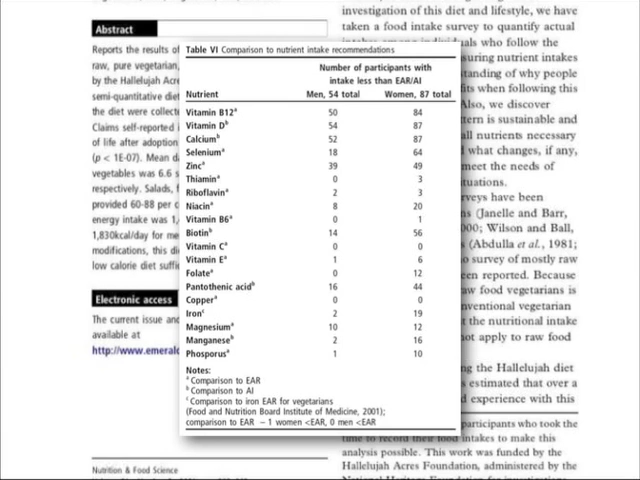 Abstract
Reports the results of
raw, pure vegetarian,
by the Hallelujah Acre
semi-quantitative diet
the diet were collecte
Claims self-reported i
of life after adoption
(p < 1E-07). Mean d
vegetables was 6.6 s
respectively. Salads, f
provided 60-88 per c
energy intake was 1,
1,830kcal/day for me
modifications, this di
low calorie diet suffi
Electronic access
The current issue and
available at
http://www.emerald
Nutrition & Food Science
Table VI Comparison to nutrient intake recommendations
Number of participants with
intake less than EAR/AI
Nutrient Men, 54 total Women, 87 total
Vitamin B12a 50 84
Vitamin Db 54 87
Calciumb 52 87
Seleniuma 18 64
Zinca 39 49
Thiamina 0 3
Riboflavina 2 3
Niacina 8 20
Vitamin B6a 0 1
Biotinb 14 56
Vitamin Ca 0 0
Vitamin Ea 1 6
Folatea 0 12
Pantothenic acidb 16 44
Coppera 0 0
Ironc 2 19
Magnesiuma 10 12
Manganeseb 2 16
Phosporusa 1 10
Notes:
a Comparison to EAR
b Comparison to AI
c Comparison to iron EAR for vegetarians
(Food and Nutrition Board Institute of Medicine, 2001);
comparison to EAR – 1 women <EAR, 0 men <EAR
investigation of this diet and lifestyle, we have
taken a food intake survey to quantify actual
als who follow the
suring nutrient intakes
tanding of why people
fits when following this
Also, we discover
tern is sustainable and
all nutrients necessary
what changes, if any,
meet the needs of
tuations.
rveys have been
ns (Janelle and Barr,
000; Wilson and Ball,
s (Abdulla et al., 1981;
o survey of mostly raw
een reported. Because
aw food vegetarians is
nventional vegetarian
t the nutritional intake
not apply to raw food
ng the Hallelujah diet
s estimated that over a
d experience with this
participants who took the
time to record their food intakes to make this
analysis possible. This work was funded by the
Hallelujah Acres Foundation, administered by the